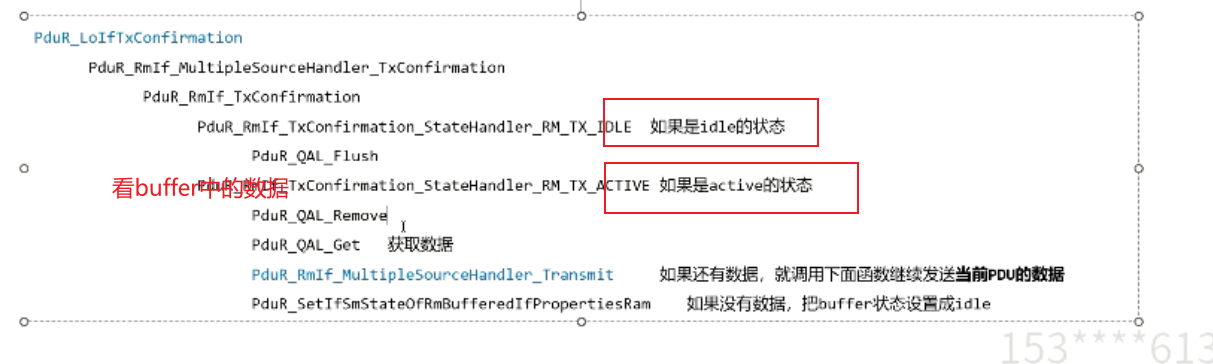 PduR_LoIfTxConfirmation
PduR_RmIf_MultipleSourceHandler_TxConfirmation
PduR_RmIf_TxConfirmation
PduR_RmIf_TxConfirmation_StateHandler_RM_TX_IDLE 如果是idle的状态
PduR_QAL_Flush
看buffer中的数据
PduR_RmIf_TxConfirmation_StateHandler_RM_TX_ACTIVE 如果是active的状态
PduR_QAL_Remove
PduR_QAL_Get 获取数据
PduR_RmIf_MultipleSourceHandler_Transmit 如果还有数据，就调用下面函数继续发送当前PDU的数据
PduR_SetIfSmStateOfRmBufferedIfPropertiesRam 如果没有数据，把buffer状态设置成idle
153****613